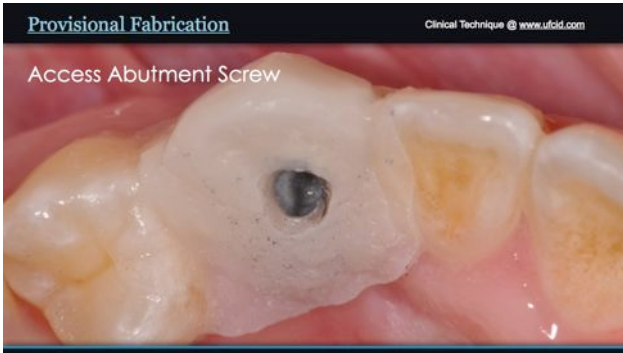 Provisional Fabrication
Clinical Technique @ www.ufcid.com
Access Abutment Screw